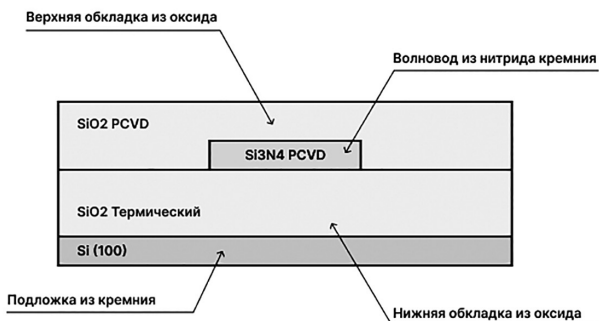 Верхняя обкладка из оксида
Волновод из нитрида кремния
SiO2 PCVD
Si3N4 PCVD
SiO2 Термический
Si (100)
Подложка из кремния
Нижняя обкладка из оксида